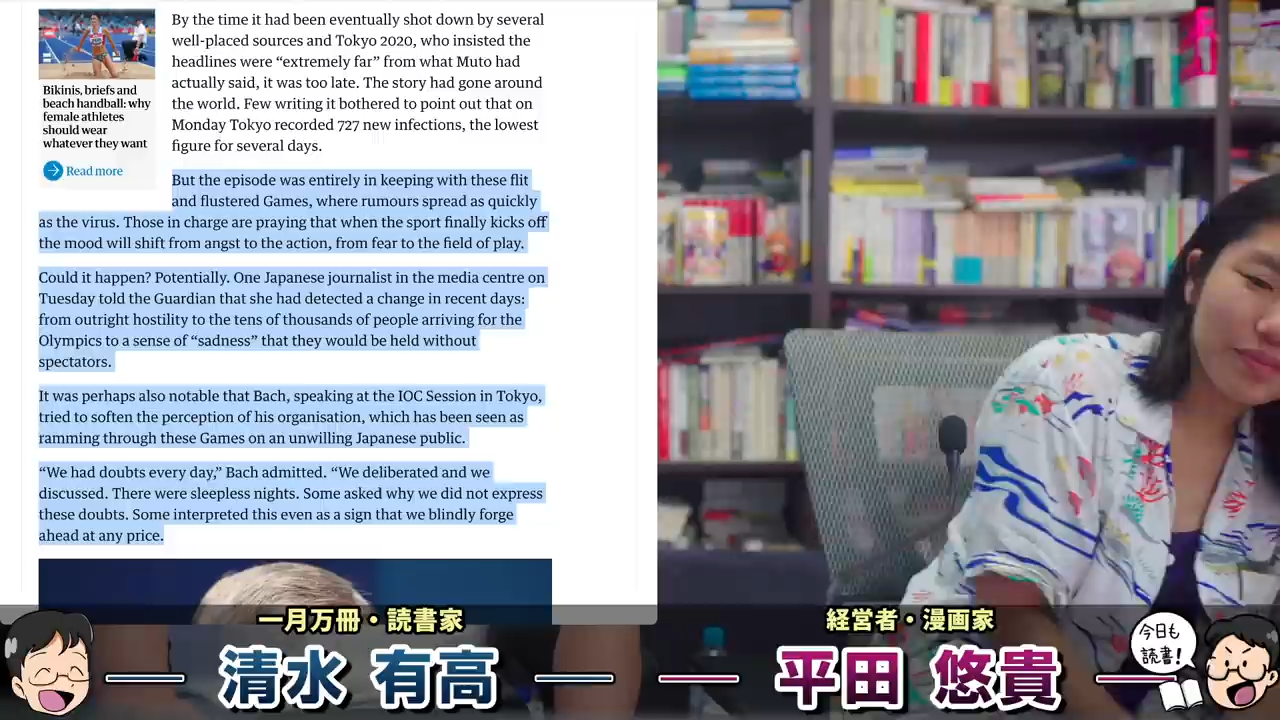 Bikinis, briefs and
beach handball: why
female athletes
should wear
whatever they want
Read more
By the time it had been eventually shot down by several
well-placed sources and Tokyo 2020, who insisted the
headlines were “extremely far” from what Muto had
actually said, it was too late. The story had gone around
the world. Few writing it bothered to point out that on
Monday Tokyo recorded 727 new infections, the lowest
figure for several days.
But the episode was entirely in keeping with these flit
and flustered Games, where rumours spread as quickly
as the virus. Those in charge are praying that when the sport finally kicks off
the mood will shift from angst to the action, from fear to the field of play.
Could it happen? Potentially. One Japanese journalist in the media centre on
Tuesday told the Guardian that she had detected a change in recent days:
from outright hostility to the tens of thousands of people arriving for the
Olympics to a sense of “sadness” that they would be held without
spectators.
It was perhaps also notable that Bach, speaking at the IOC Session in Tokyo,
tried to soften the perception of his organisation, which has been seen as
ramming through these Games on an unwilling Japanese public.
“We had doubts every day,” Bach admitted. “We deliberated and we
discussed. There were sleepless nights. Some asked why we did not express
these doubts. Some interpreted this even as a sign that we blindly forge
ahead at any price.
一月万冊・読書家
清水 有高
経営者・漫画家
平田 悠貴
今日も
読書!